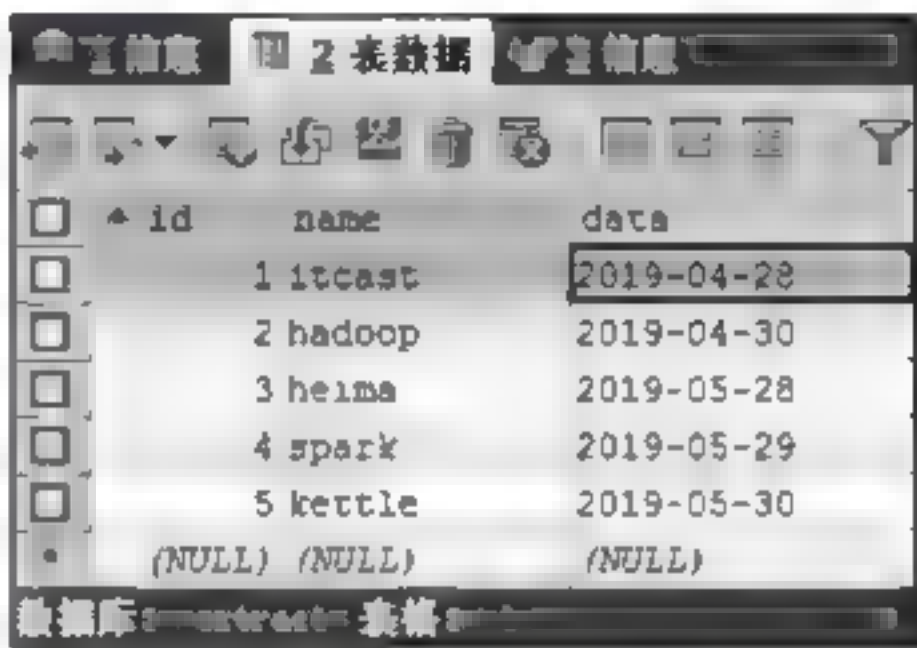 2 表数据
id name data
1 itcast 2019-04-28
2 hadoop 2019-04-30
3 heima 2019-05-28
4 spark 2019-05-29
5 kettle 2019-05-30
(NULL) (NULL) (NULL)